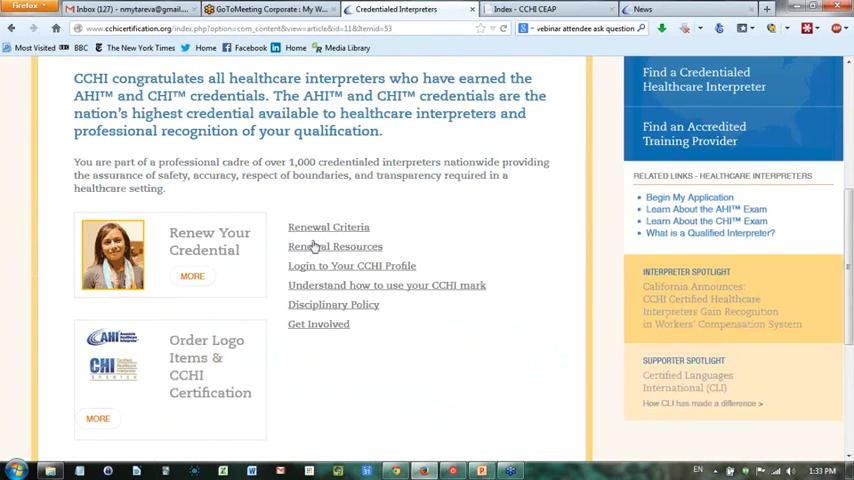 Firefox
Inbox (127) - nmytareva@gmail....
GoToMeeting Corporate : My W...
Credentialed Interpreters
Index - CCHI CEAP
News
www.cchicertification.org/index.php?option=com_content&view=article&id=11&Itemid=53
vebinar attendee ask question
Most Visited
BBC
The New York Times
Home
Facebook
Home
Media Library
CCHI congratulates all healthcare interpreters who have earned the
AHI™ and CHI™ credentials. The AHI™ and CHI™ credentials are the
nation's highest credential available to healthcare interpreters and
professional recognition of your qualification.
You are part of a professional cadre of over 1,000 credentialed interpreters nationwide providing
the assurance of safety, accuracy, respect of boundaries, and transparency required in a
healthcare setting.
Renew Your
Credential
MORE
Renewal Criteria
Renewal Resources
Login to Your CCHI Profile
Understand how to use your CCHI mark
Disciplinary Policy
Get Involved
AHI
CHI
Order Logo
Items &
CCHI
Certification
MORE
Find a Credentialed
Healthcare Interpreter
Find an Accredited
Training Provider
RELATED LINKS - HEALTHCARE INTERPRETERS
Begin My Application
Learn About the AHI™ Exam
Learn About the CHI™ Exam
What is a Qualified Interpreter?
INTERPRETER SPOTLIGHT
California Announces:
CCHI Certified Healthcare
Interpreters Gain Recognition
in Workers' Compensation System
SUPPORTER SPOTLIGHT
Certified Languages
International (CLI)
How CLI has made a difference >
EN
1:33 PM